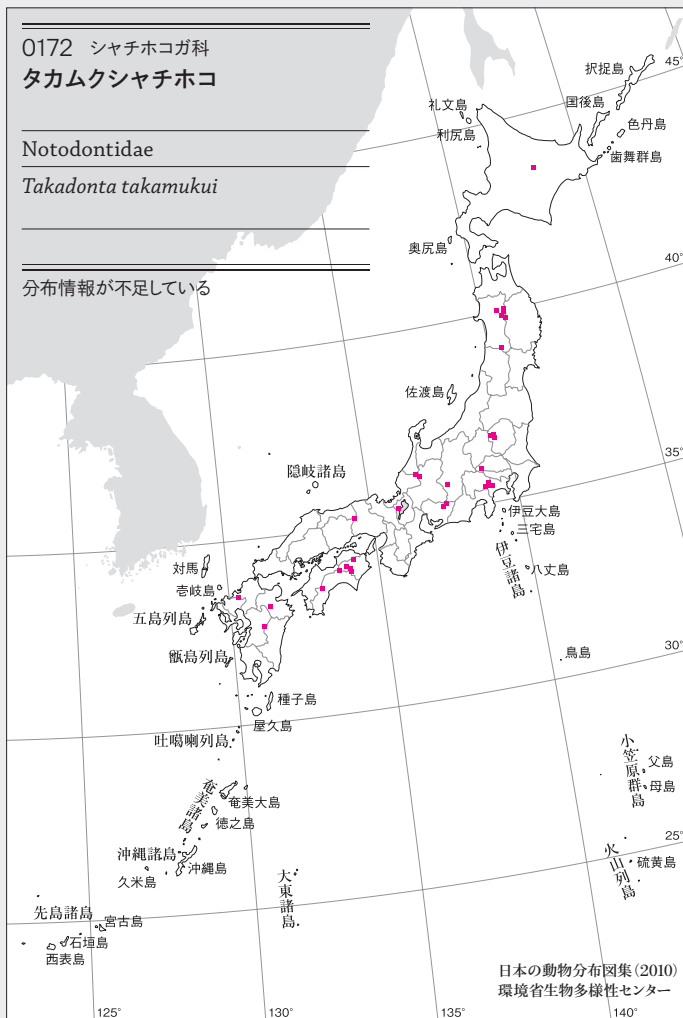 0172 シャチホコガ科
タカムクシャチホコ
Notodontidae
Takadonta takamukui
分布情報が不足している
45°
択捉島
国後島
色丹島
歯舞群島
礼文島
利尻島
奥尻島
40°
佐渡島
35°
隠岐諸島
伊豆大島
三宅島
八丈島
伊豆諸島
対馬
壱岐島
五島列島
甑島列島
鳥島
30°
種子島
屋久島
吐噶喇列島
小笠原群島
父島
母島
奄美諸島
奄美大島
徳之島
25°
沖縄諸島
沖縄島
久米島
大東諸島
火山列島
硫黄島
先島諸島
宮古島
石垣島
西表島
日本の動物分布図集(2010)
環境省生物多様性センター
125°
130°
135°
140°